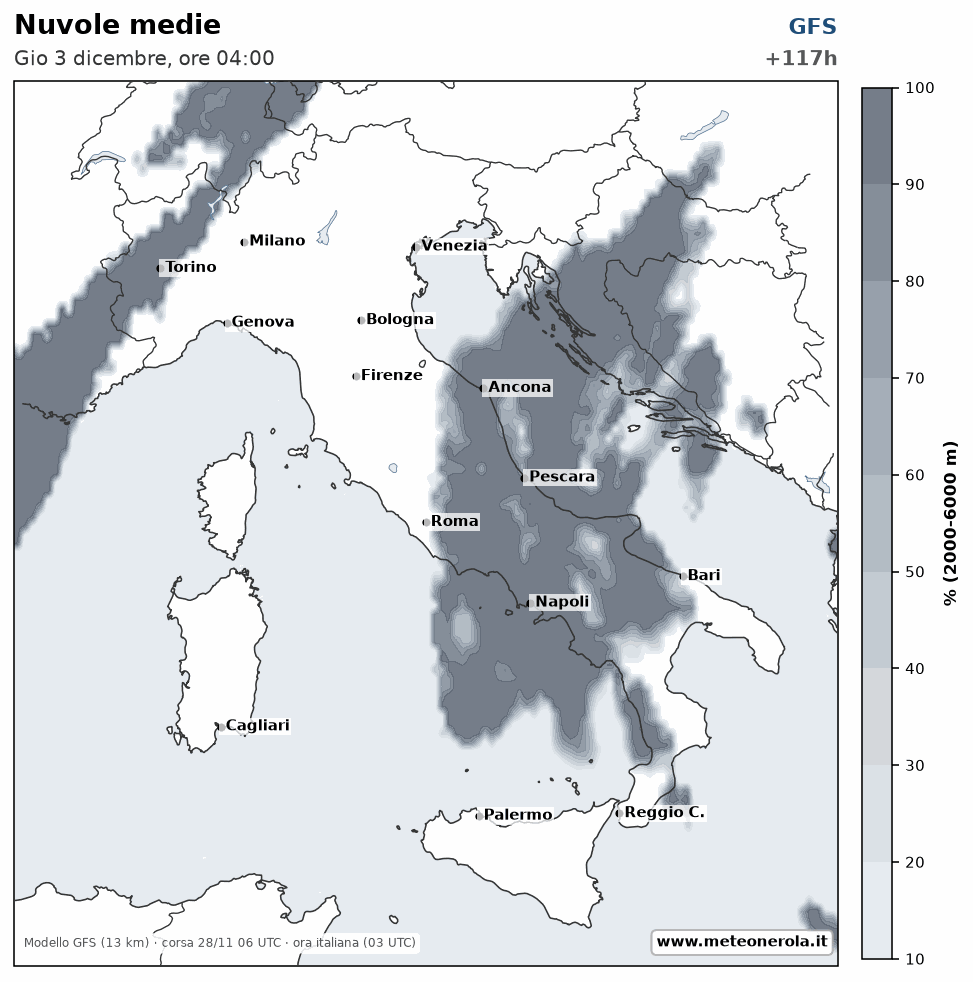 Nuvole medie
GFS
Gio 3 dicembre, ore 04:00
+117h
Milano
Venezia
Torino
Genova
Bologna
Firenze
Ancona
Pescara
Roma
Bari
Napoli
Cagliari
Palermo
Reggio C.
100
90
80
70
60
50
40
30
20
10
% (2000-6000 m)
Modello GFS (13 km) · corsa 28/11 06 UTC · ora italiana (03 UTC)
www.meteonerola.it